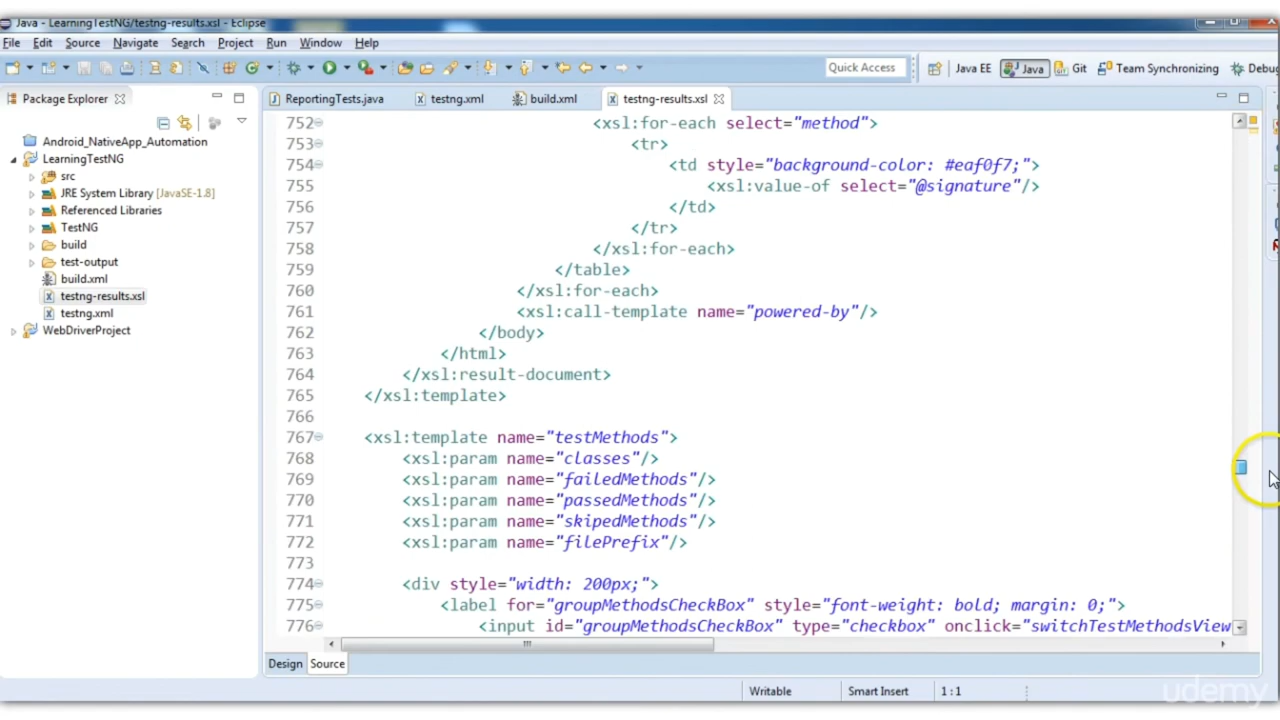 Java - LearningTestNG/testng-results.xsl - Eclipse
File Edit Source Navigate Search Project Run Window Help
Quick Access Java EE Java Git Team Synchronizing Debug
Package Explorer
ReportingTests.java testng.xml build.xml testng-results.xsl
Android_NativeApp_Automation
LearningTestNG
src
JRE System Library [JavaSE-1.8]
Referenced Libraries
TestNG
build
test-output
build.xml
testng-results.xsl
testng.xml
WebDriverProject
752 <xsl:for-each select="method">
753 <tr>
754 <td style="background-color: #eaf0f7;">
755 <xsl:value-of select="@signature"/>
756 </td>
757 </tr>
758 </xsl:for-each>
759 </table>
760 </xsl:for-each>
761 <xsl:call-template name="powered-by"/>
762 </body>
763 </html>
764 </xsl:result-document>
765 </xsl:template>
766
767 <xsl:template name="testMethods">
768 <xsl:param name="classes"/>
769 <xsl:param name="failedMethods"/>
770 <xsl:param name="passedMethods"/>
771 <xsl:param name="skipedMethods"/>
772 <xsl:param name="filePrefix"/>
773
774 <div style="width: 200px;">
775 <label for="groupMethodsCheckBox" style="font-weight: bold; margin: 0;">
776 <input id="groupMethodsCheckBox" type="checkbox" onclick="switchTestMethodsView
Design Source
Writable Smart Insert 1 : 1
udemy